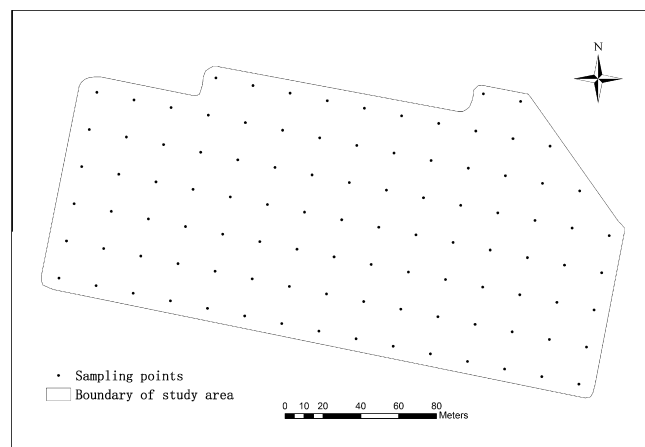 N
Sampling points
Boundary of study area
0 10 20 40 60 80
Meters